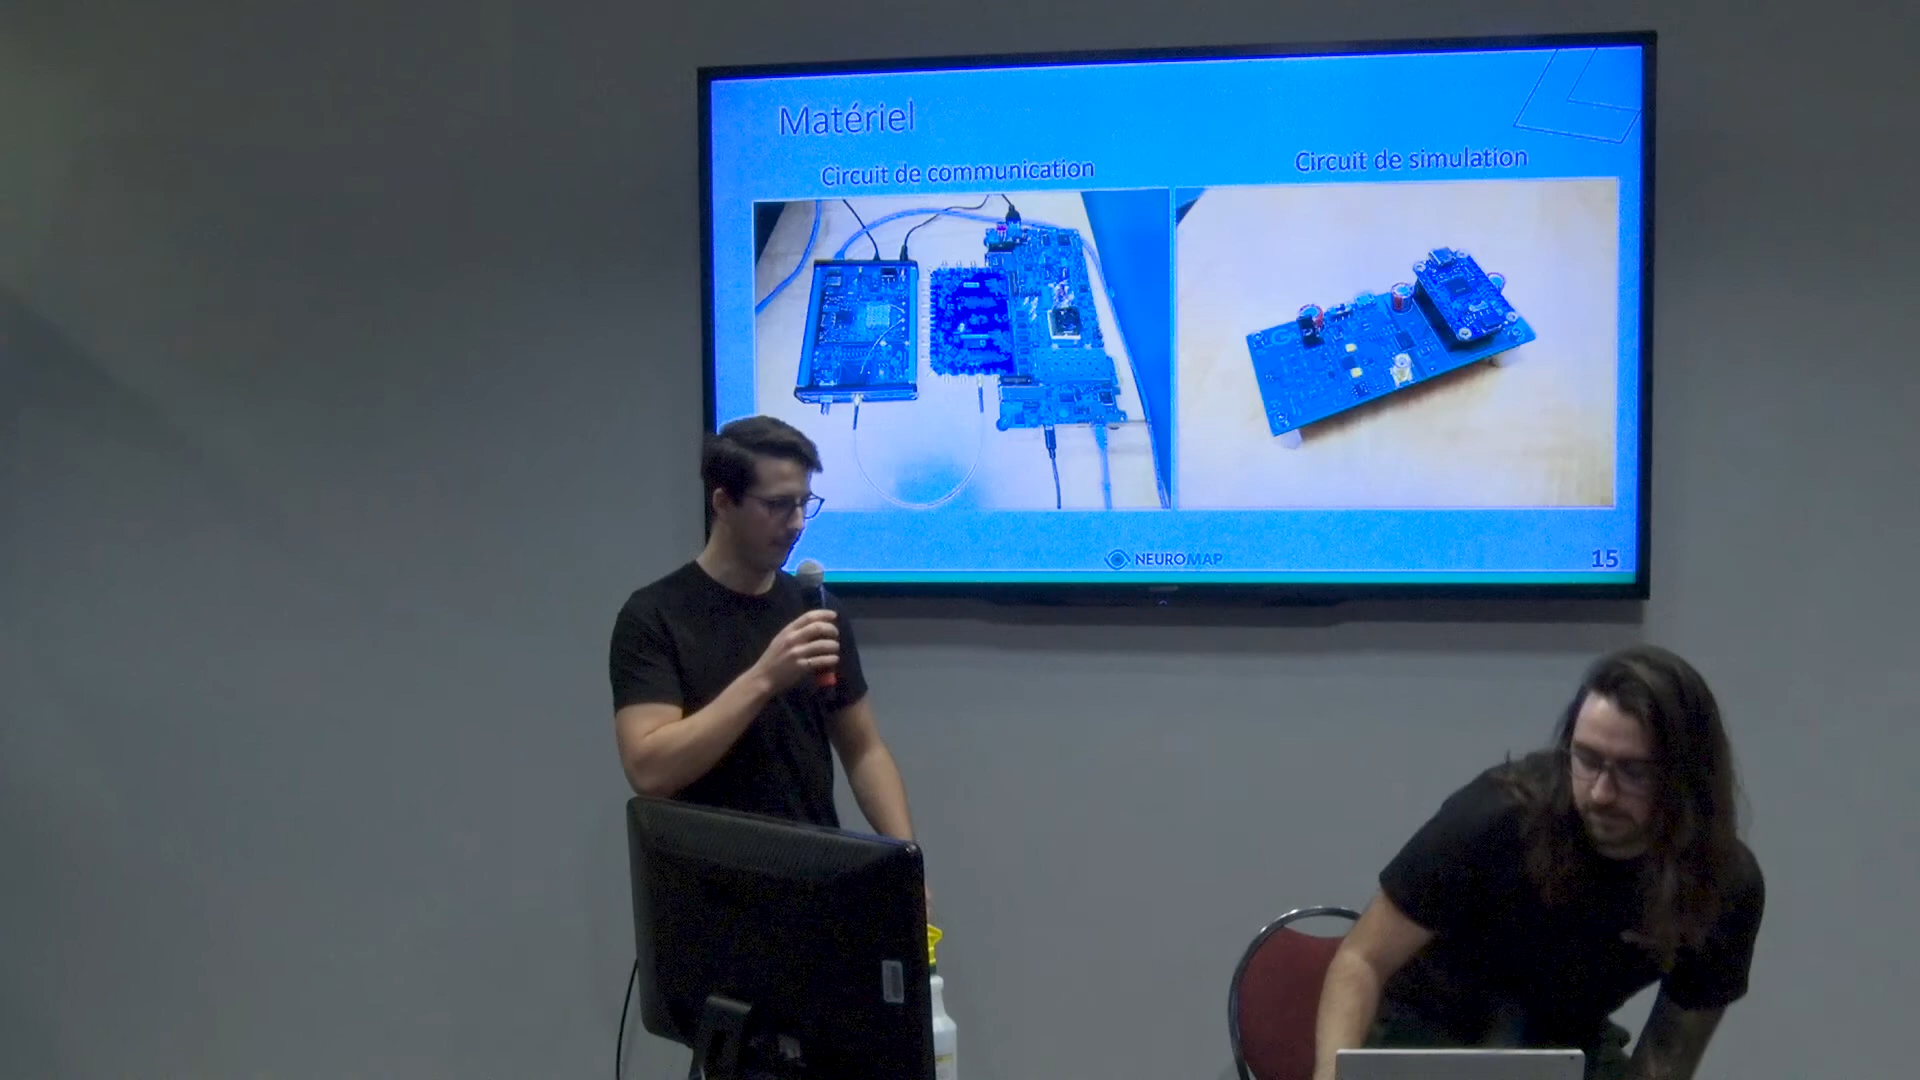 Matériel
Circuit de communication
Circuit de simulation
NEUROMAP
15